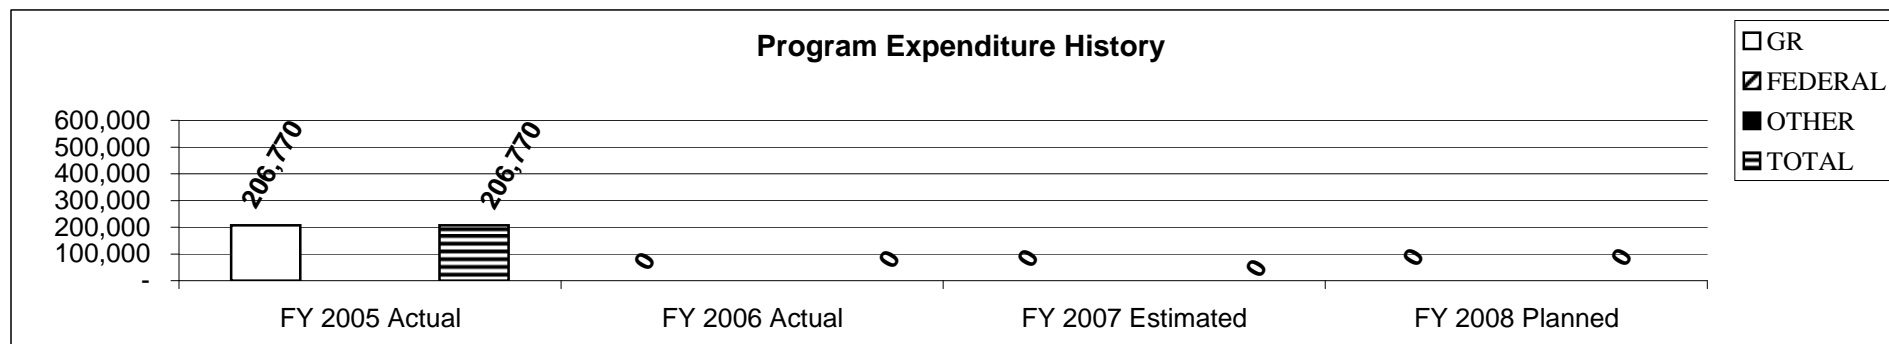 Program Expenditure History
GR
FEDERAL
OTHER
TOTAL
600,000
500,000
400,000
300,000
200,000
100,000
-
206,770
206,770
0
0
0
0
0
0
FY 2005 Actual
FY 2006 Actual
FY 2007 Estimated
FY 2008 Planned